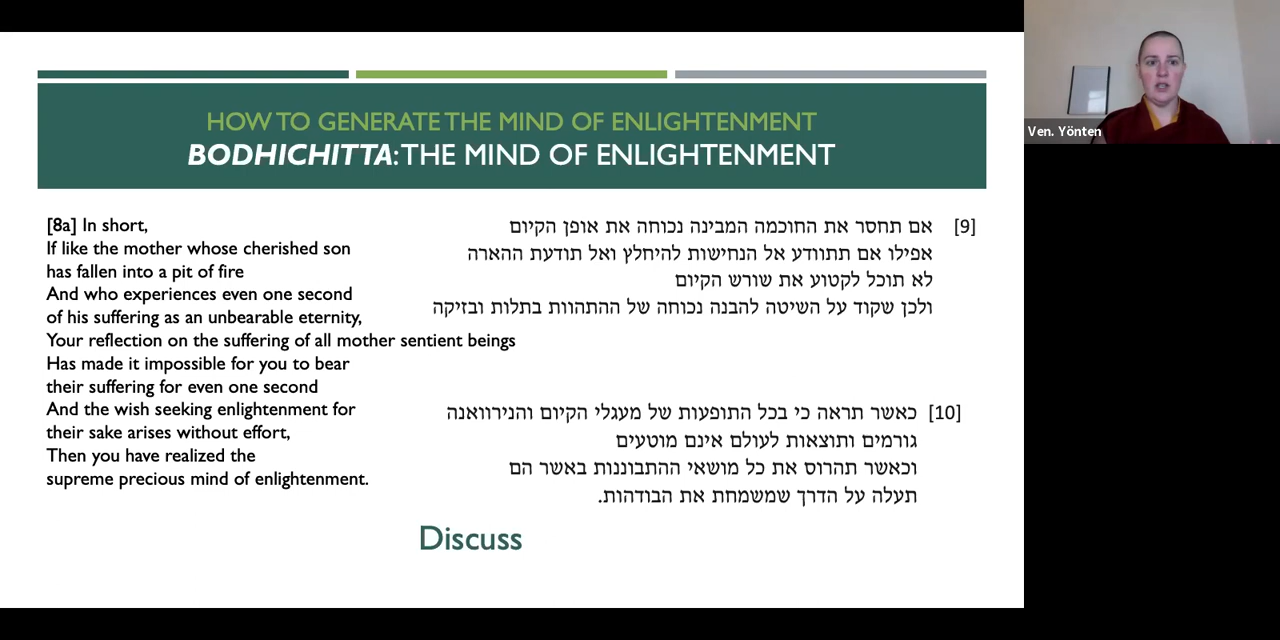 HOW TO GENERATE THE MIND OF ENLIGHTENMENT
BODHICHITTA:THE MIND OF ENLIGHTENMENT
[8a] In short,
If like the mother whose cherished son
has fallen into a pit of fire
And who experiences even one second
of his suffering as an unbearable eternity,
Your reflection on the suffering of all mother sentient beings
Has made it impossible for you to bear
their suffering for even one second
And the wish seeking enlightenment for
their sake arises without effort,
Then you have realized the
supreme precious mind of enlightenment.
[9] אם תחסר את החוכמה המבינה נכוחה את אופן הקיום
אפילו אם תתוודע אל הנחישות להיחלץ ואל תודעת ההארה
לא תוכל לקטוע את שורש הקיום
ולכן שקוד על השיטה להבנה נכוחה של ההתהוות בתלות ובזיקה
[10] כאשר תראה כי בכל התופעות של מעגלי הקיום והנירוואנה
גורמים ותוצאות לעולם אינם מוטעים
וכאשר תהרוס את כל מושאי ההתבוננות באשר הם
תעלה על הדרך שמשמחת את הבודהות.
Discuss
Ven. Yönten